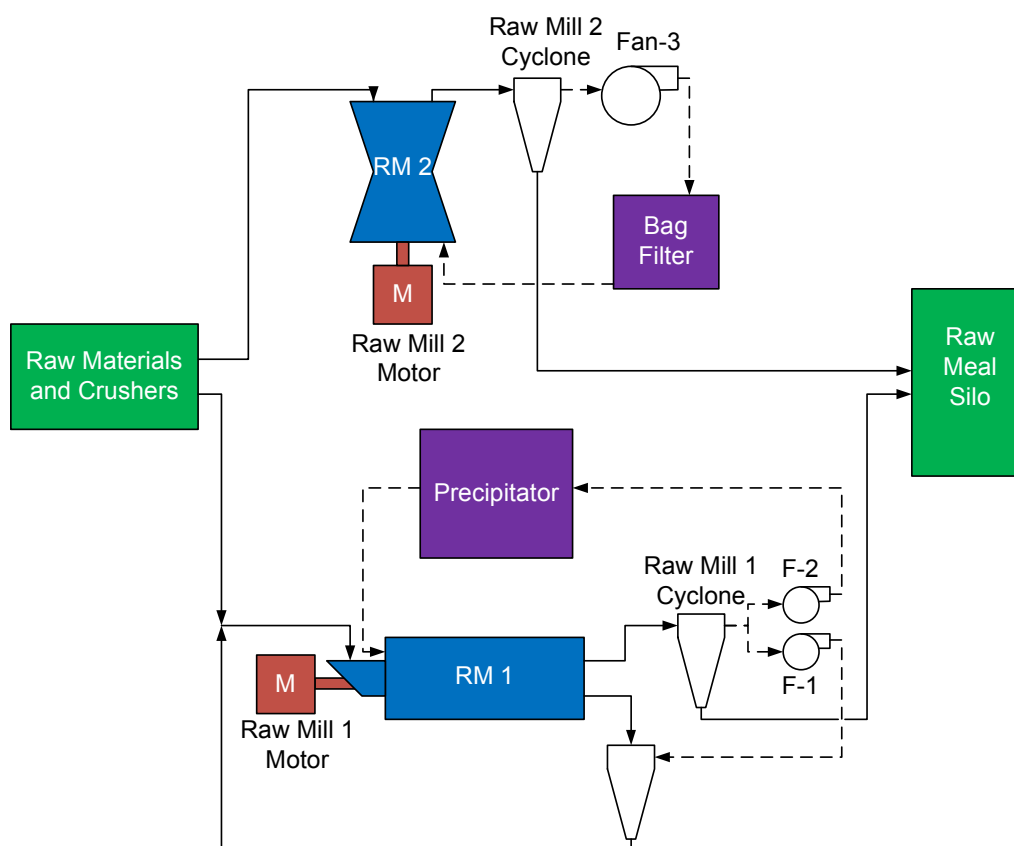 Raw Mill 2
Cyclone
Fan-3
RM 2
Bag
Filter
M
Raw Mill 2
Motor
Raw Materials
and Crushers
Raw
Meal
Silo
Precipitator
Raw Mill 1
Cyclone
F-2
RM 1
F-1
M
Raw Mill 1
Motor